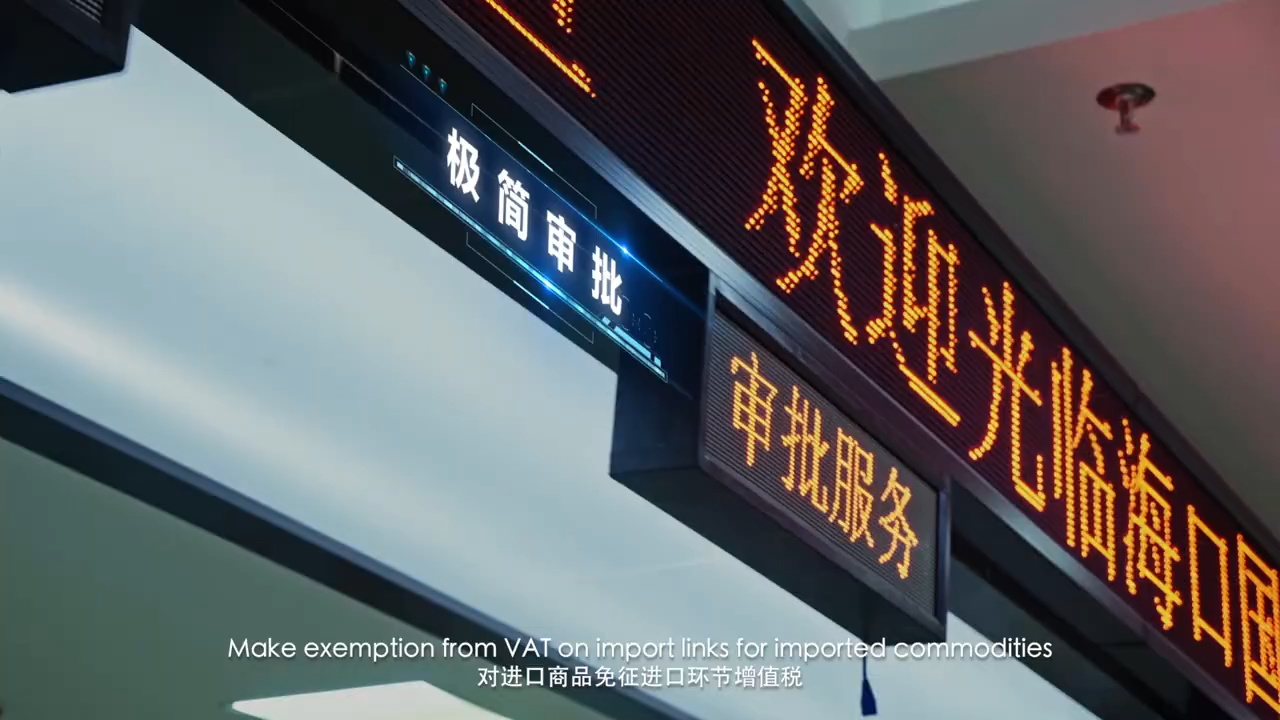 欢迎光临海口国
极简审批
审批服务
Make exemption from VAT on import links for imported commodities
对进口商品免征进口环节增值税